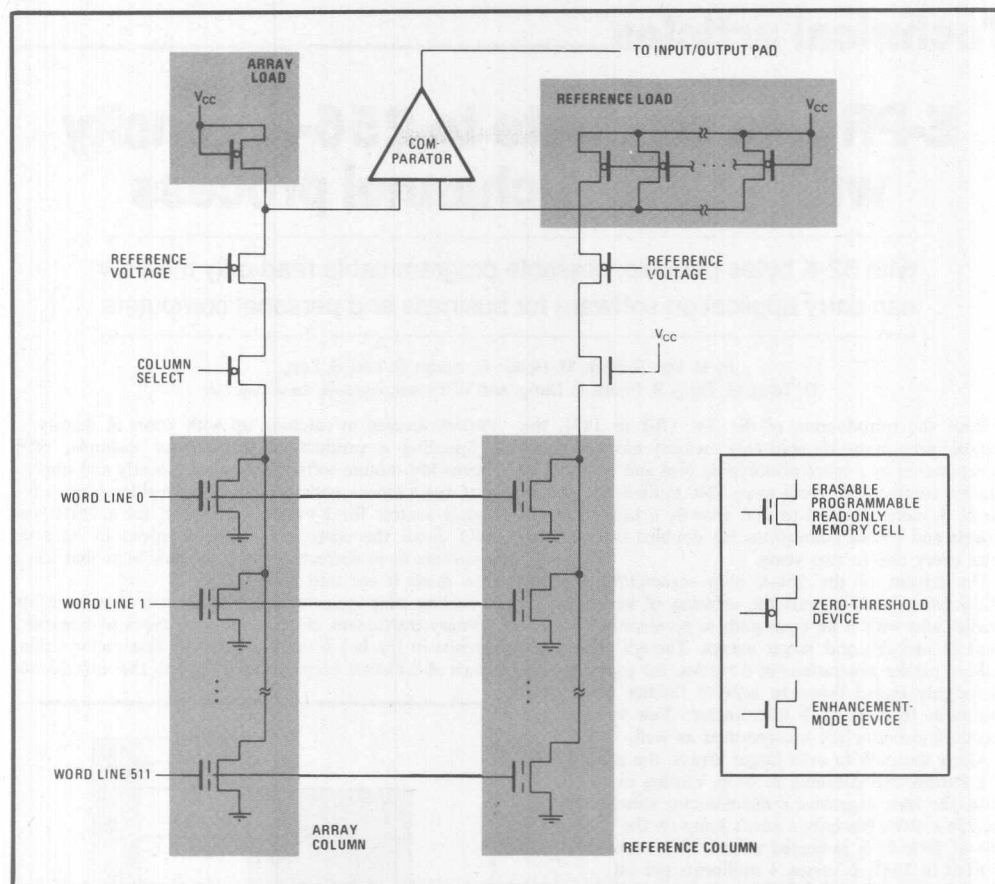 TO INPUT/OUTPUT PAD
ARRAY
LOAD
VCC
COM-
PARATOR
REFERENCE LOAD
VCC
REFERENCE
VOLTAGE
REFERENCE
VOLTAGE
VCC
COLUMN
SELECT
WORD LINE 0
WORD LINE 1
WORD LINE 511
ERASABLE
PROGRAMMABLE
READ-ONLY
MEMORY CELL
ZERO-THRESHOLD
DEVICE
ENHANCEMENT-
MODE DEVICE
ARRAY
COLUMN
REFERENCE COLUMN